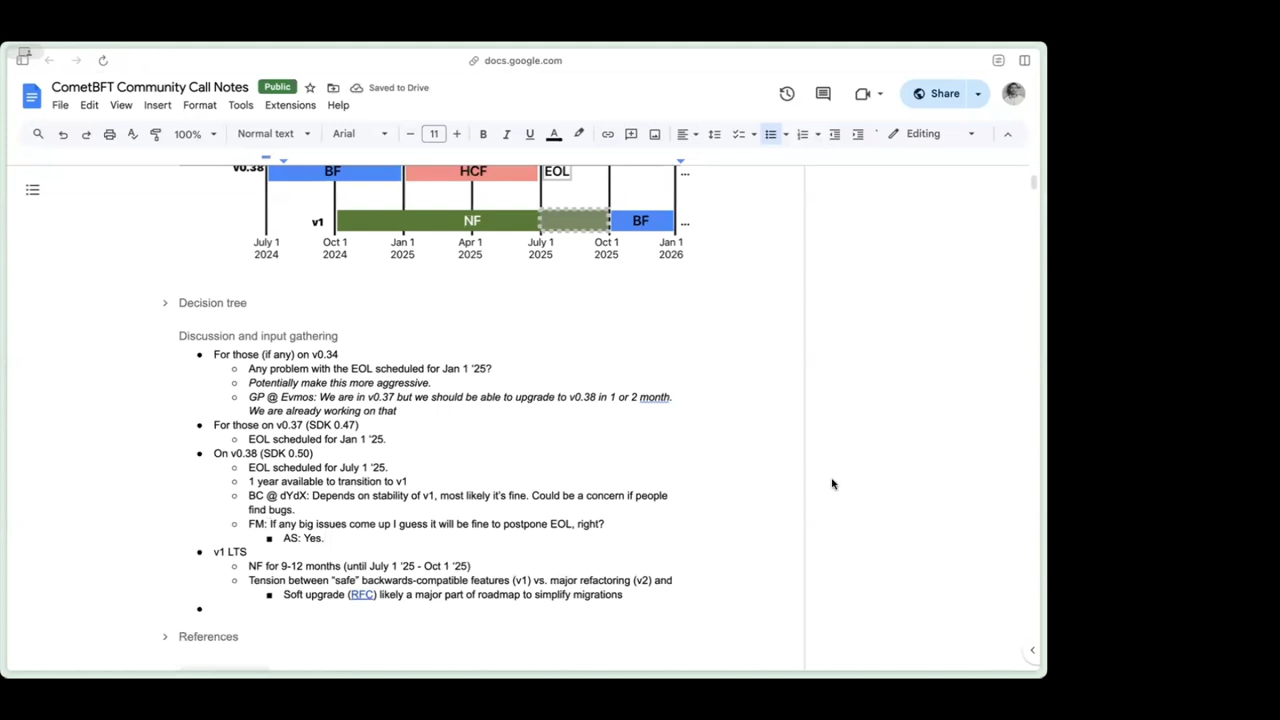 docs.google.com
CometBFT Community Call Notes Public Saved to Drive
File Edit View Insert Format Tools Extensions Help
Share
100% Normal text Arial 11 Editing
v0.38 BF HCF EOL ...
v1 NF BF ...
July 1 Oct 1 Jan 1 Apr 1 July 1 Oct 1 Jan 1
2024 2024 2025 2025 2025 2025 2026
Decision tree
Discussion and input gathering
For those (if any) on v0.34
Any problem with the EOL scheduled for Jan 1 '25?
Potentially make this more aggressive.
GP @ Evmos: We are in v0.37 but we should be able to upgrade to v0.38 in 1 or 2 month.
We are already working on that
For those on v0.37 (SDK 0.47)
EOL scheduled for Jan 1 '25.
On v0.38 (SDK 0.50)
EOL scheduled for July 1 '25.
1 year available to transition to v1
BC @ dYdX: Depends on stability of v1, most likely it's fine. Could be a concern if people
find bugs.
FM: If any big issues come up I guess it will be fine to postpone EOL, right?
AS: Yes.
v1 LTS
NF for 9-12 months (until July 1 '25 - Oct 1 '25)
Tension between "safe" backwards-compatible features (v1) vs. major refactoring (v2) and
Soft upgrade (RFC) likely a major part of roadmap to simplify migrations
References